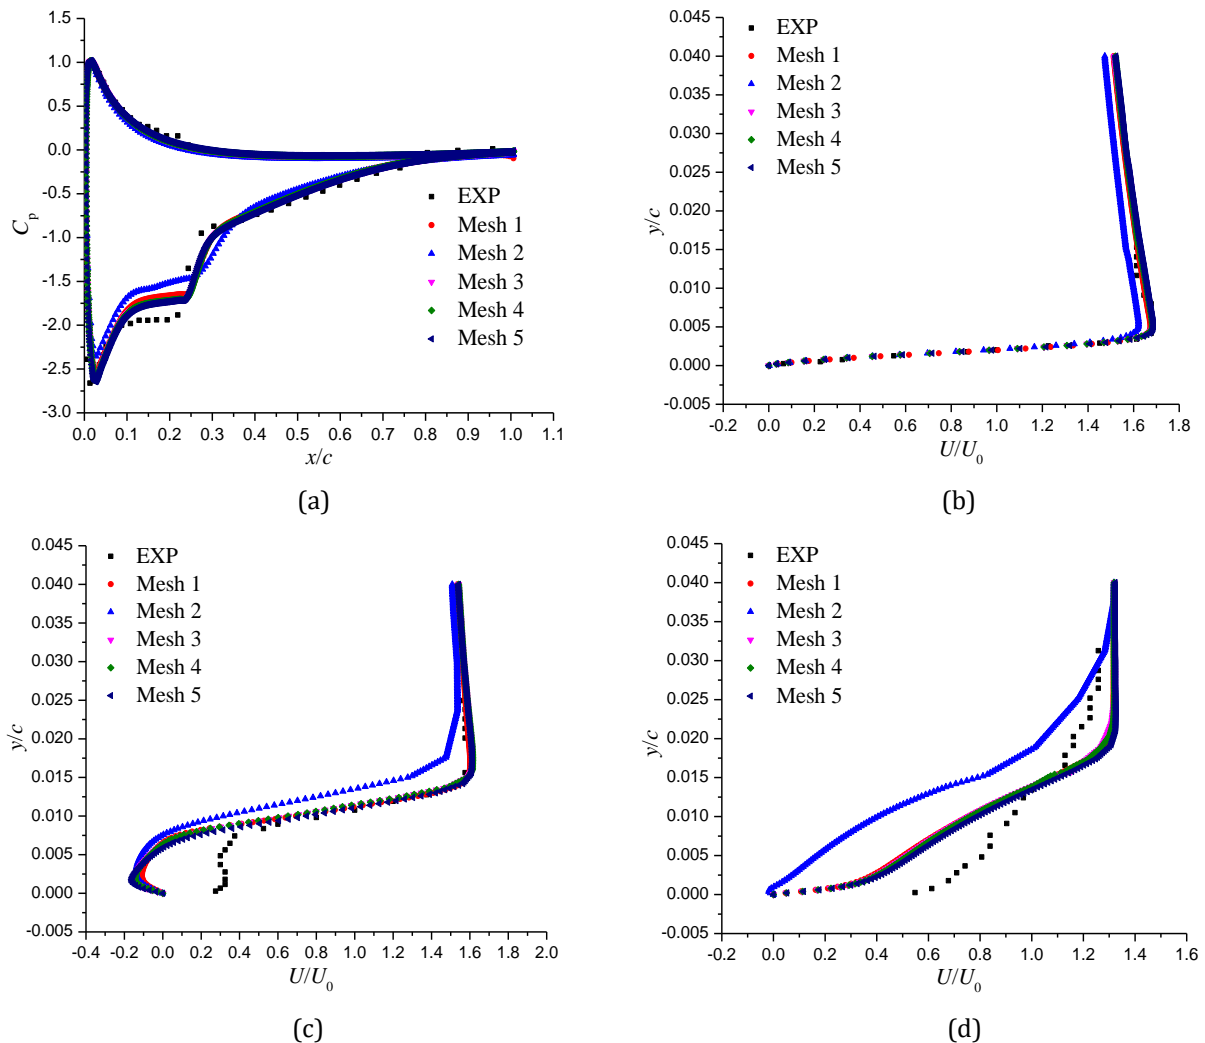 1.5
1.0
0.5
0.0
-0.5
-1.0
-1.5
-2.0
-2.5
-3.0
C_p
EXP
Mesh 1
Mesh 2
Mesh 3
Mesh 4
Mesh 5
0.0 0.1 0.2 0.3 0.4 0.5 0.6 0.7 0.8 0.9 1.0 1.1
x/c
(a)
0.045
0.040
0.035
0.030
0.025
0.020
0.015
0.010
0.005
0.000
-0.005
y/c
EXP
Mesh 1
Mesh 2
Mesh 3
Mesh 4
Mesh 5
-0.2 0.0 0.2 0.4 0.6 0.8 1.0 1.2 1.4 1.6 1.8
U/U_0
(b)
0.045
0.040
0.035
0.030
0.025
0.020
0.015
0.010
0.005
0.000
-0.005
y/c
EXP
Mesh 1
Mesh 2
Mesh 3
Mesh 4
Mesh 5
-0.4 -0.2 0.0 0.2 0.4 0.6 0.8 1.0 1.2 1.4 1.6 1.8 2.0
U/U_0
(c)
0.045
0.040
0.035
0.030
0.025
0.020
0.015
0.010
0.005
0.000
-0.005
y/c
EXP
Mesh 1
Mesh 2
Mesh 3
Mesh 4
Mesh 5
-0.2 0.0 0.2 0.4 0.6 0.8 1.0 1.2 1.4 1.6
U/U_0
(d)